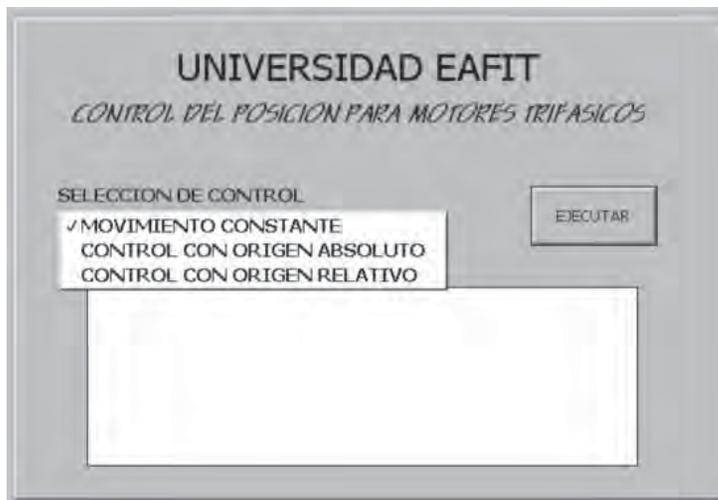 UNIVERSIDAD EAFIT
CONTROL DEL POSICION PARA MOTORES TRIFASICOS
SELECCION DE CONTROL
EJECUTAR
✓MOVIMIENTO CONSTANTE
CONTROL CON ORIGEN ABSOLUTO
CONTROL CON ORIGEN RELATIVO